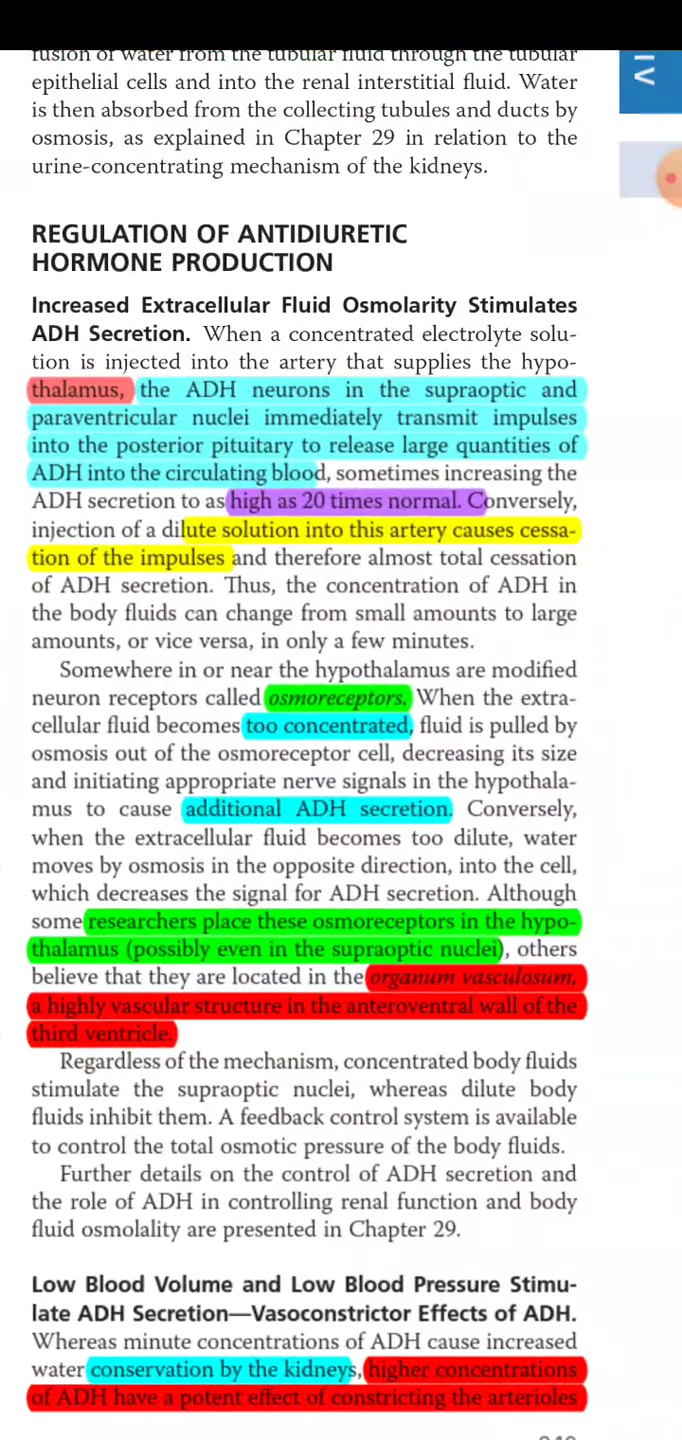 fusion of water from the tubular fluid through the tubular
epithelial cells and into the renal interstitial fluid. Water
is then absorbed from the collecting tubules and ducts by
osmosis, as explained in Chapter 29 in relation to the
urine-concentrating mechanism of the kidneys.
REGULATION OF ANTIDIURETIC
HORMONE PRODUCTION
Increased Extracellular Fluid Osmolarity Stimulates
ADH Secretion. When a concentrated electrolyte solu-
tion is injected into the artery that supplies the hypo-
thalamus, the ADH neurons in the supraoptic and
paraventricular nuclei immediately transmit impulses
into the posterior pituitary to release large quantities of
ADH into the circulating blood, sometimes increasing the
ADH secretion to as high as 20 times normal. Conversely,
injection of a dilute solution into this artery causes cessa-
tion of the impulses and therefore almost total cessation
of ADH secretion. Thus, the concentration of ADH in
the body fluids can change from small amounts to large
amounts, or vice versa, in only a few minutes.
Somewhere in or near the hypothalamus are modified
neuron receptors called osmoreceptors. When the extra-
cellular fluid becomes too concentrated, fluid is pulled by
osmosis out of the osmoreceptor cell, decreasing its size
and initiating appropriate nerve signals in the hypothala-
mus to cause additional ADH secretion. Conversely,
when the extracellular fluid becomes too dilute, water
moves by osmosis in the opposite direction, into the cell,
which decreases the signal for ADH secretion. Although
some researchers place these osmoreceptors in the hypo-
thalamus (possibly even in the supraoptic nuclei), others
believe that they are located in the organum vasculosum,
a highly vascular structure in the anteroventral wall of the
third ventricle.
Regardless of the mechanism, concentrated body fluids
stimulate the supraoptic nuclei, whereas dilute body
fluids inhibit them. A feedback control system is available
to control the total osmotic pressure of the body fluids.
Further details on the control of ADH secretion and
the role of ADH in controlling renal function and body
fluid osmolality are presented in Chapter 29.
Low Blood Volume and Low Blood Pressure Stimu-
late ADH Secretion—Vasoconstrictor Effects of ADH.
Whereas minute concentrations of ADH cause increased
water conservation by the kidneys, higher concentrations
of ADH have a potent effect of constricting the arterioles